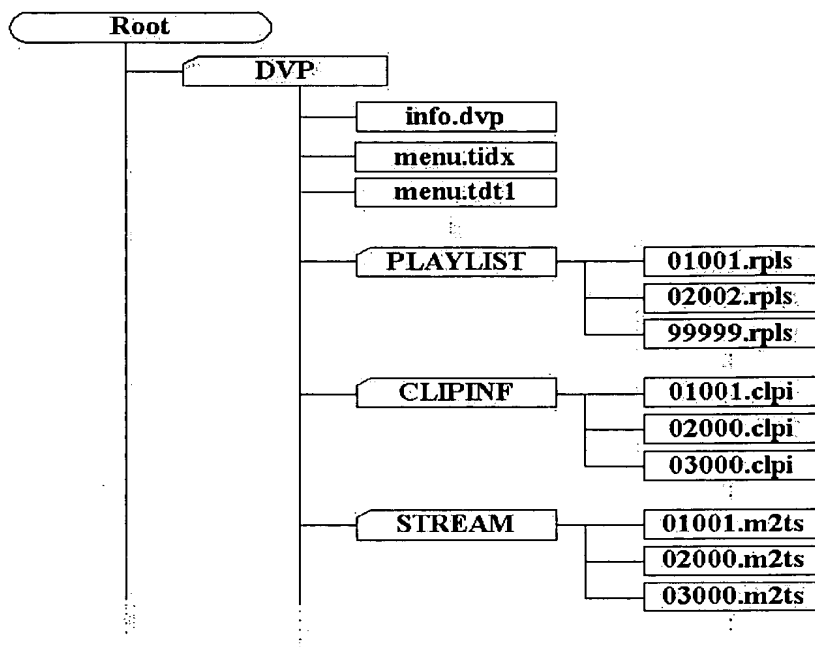 Root
DVP
info.dvp
menu.tidx
menu.tdt1
PLAYLIST
01001.rpls
02002.rpls
99999.rpls
CLIPINF
01001.clpi
02000.clpi
03000.clpi
STREAM
01001.m2ts
02000.m2ts
03000.m2ts